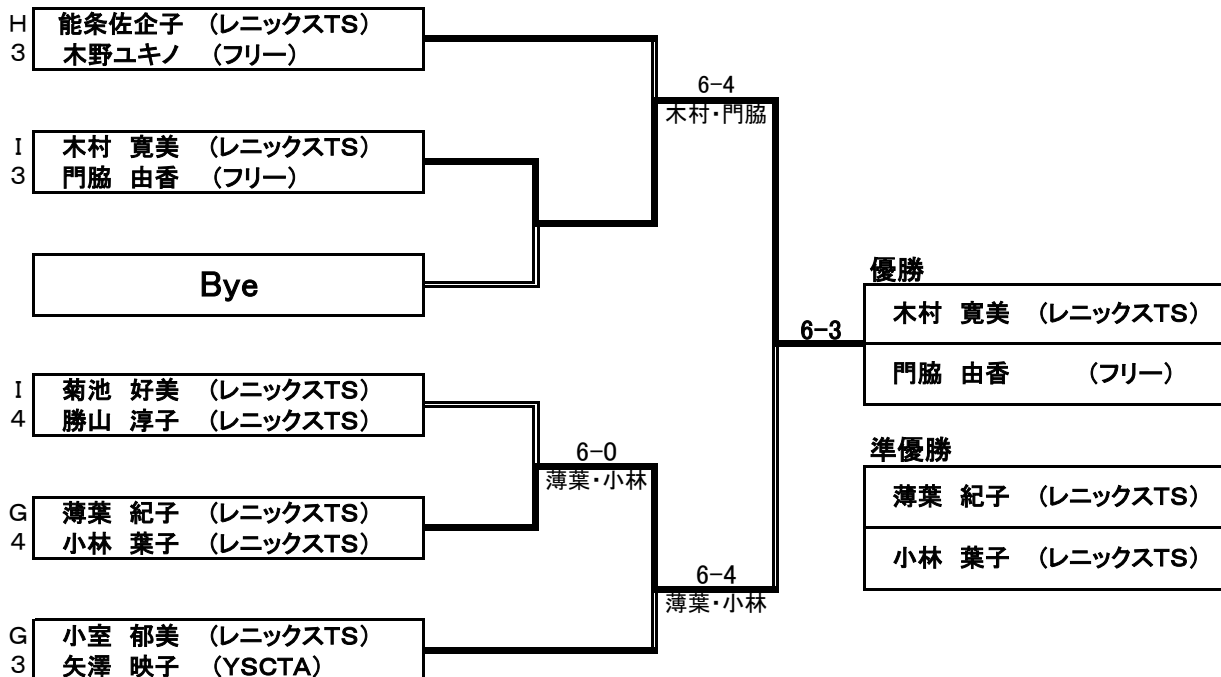 H 能条佐企子 (レニックスTS)
3 木野ユキノ (フリー)
6-4
木村・門脇
I 木村 寛美 (レニックスTS)
3 門脇 由香 (フリー)
Bye
優勝
木村 寛美 (レニックスTS)
6-3
門脇 由香 (フリー)
I 菊池 好美 (レニックスTS)
4 勝山 淳子 (レニックスTS)
6-0
薄葉・小林
準優勝
薄葉 紀子 (レニックスTS)
小林 葉子 (レニックスTS)
G 薄葉 紀子 (レニックスTS)
4 小林 葉子 (レニックスTS)
6-4
薄葉・小林
G 小室 郁美 (レニックスTS)
3 矢澤 映子 (YSCTA)